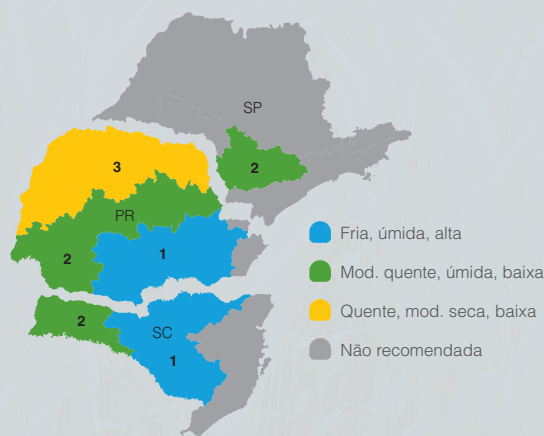 SP
2
3
PR
2
1
2
SC
1
Fria, úmida, alta
Mod. quente, úmida, baixa
Quente, mod. seca, baixa
Não recomendada